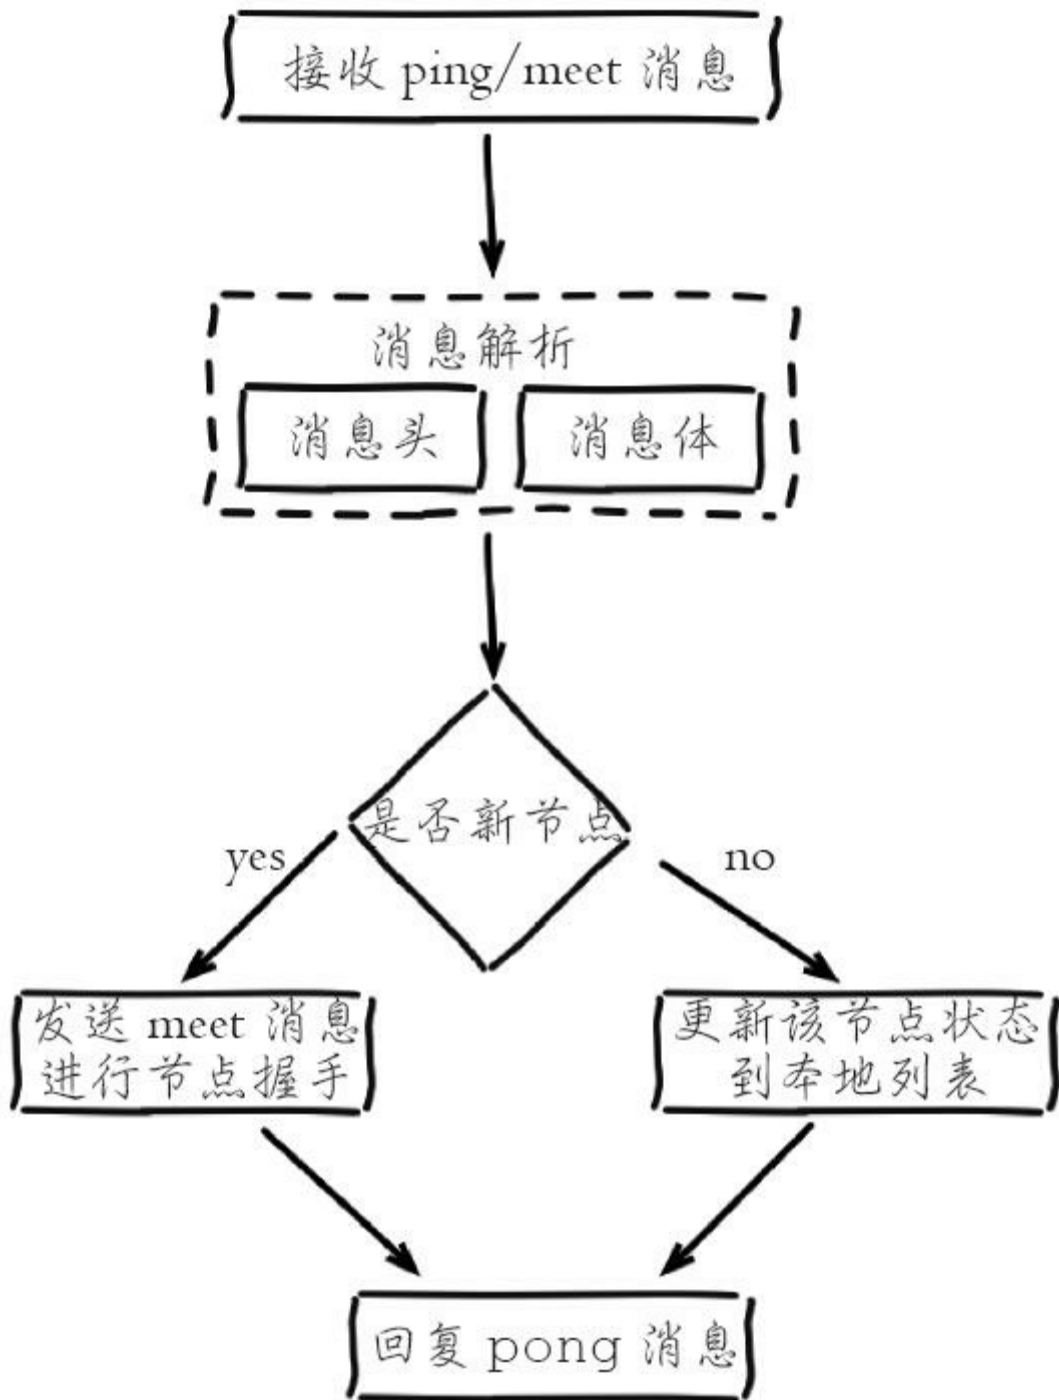 接收 ping/meet 消息
消息解析
消息头
消息体
是否新节点
yes
no
发送 meet 消息
进行节点握手
更新该节点状态
到本地列表
回复 pong 消息